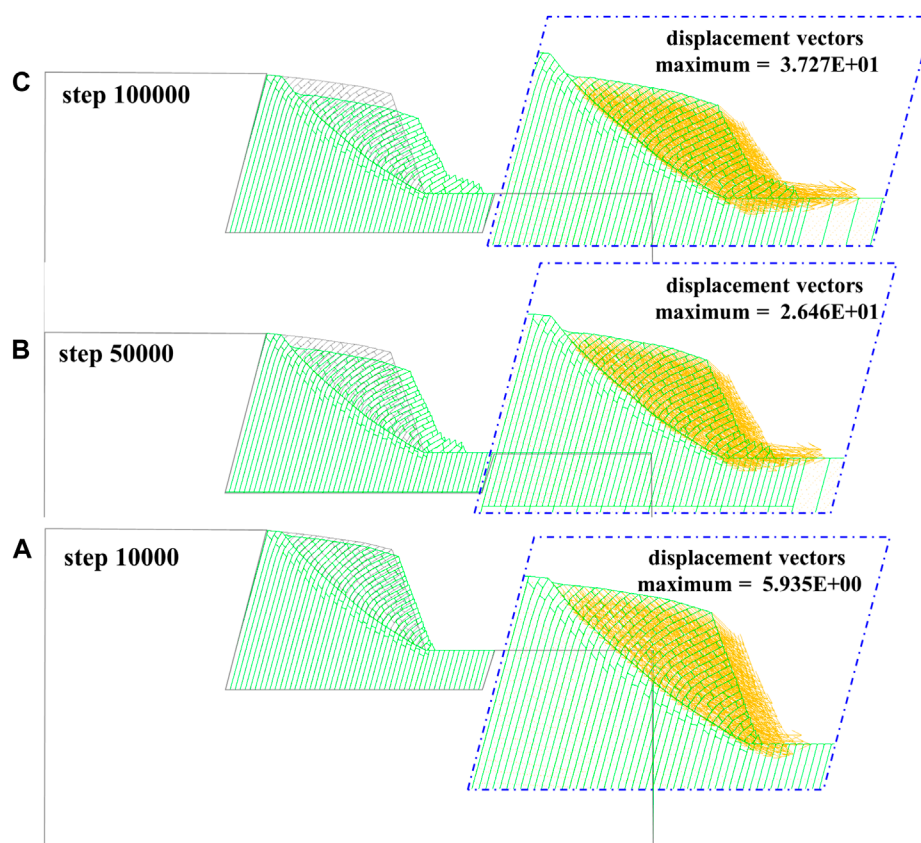 C
step 100000
displacement vectors
maximum = 3.727E+01
B
step 50000
displacement vectors
maximum = 2.646E+01
A
step 10000
displacement vectors
maximum = 5.935E+00